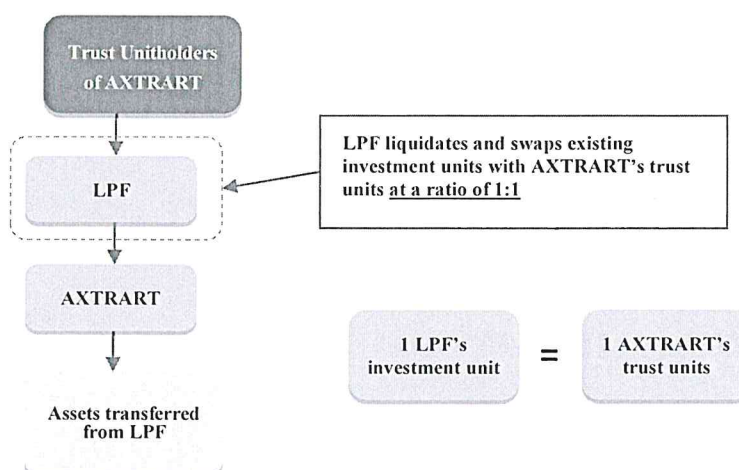 Trust Unitholders
of AXTRART
LPF
LPF liquidates and swaps existing
investment units with AXTRART's trust
units at a ratio of 1:1
AXTRART
1 LPF's
investment unit
=
1 AXTRART's
trust units
Assets transferred
from LPF